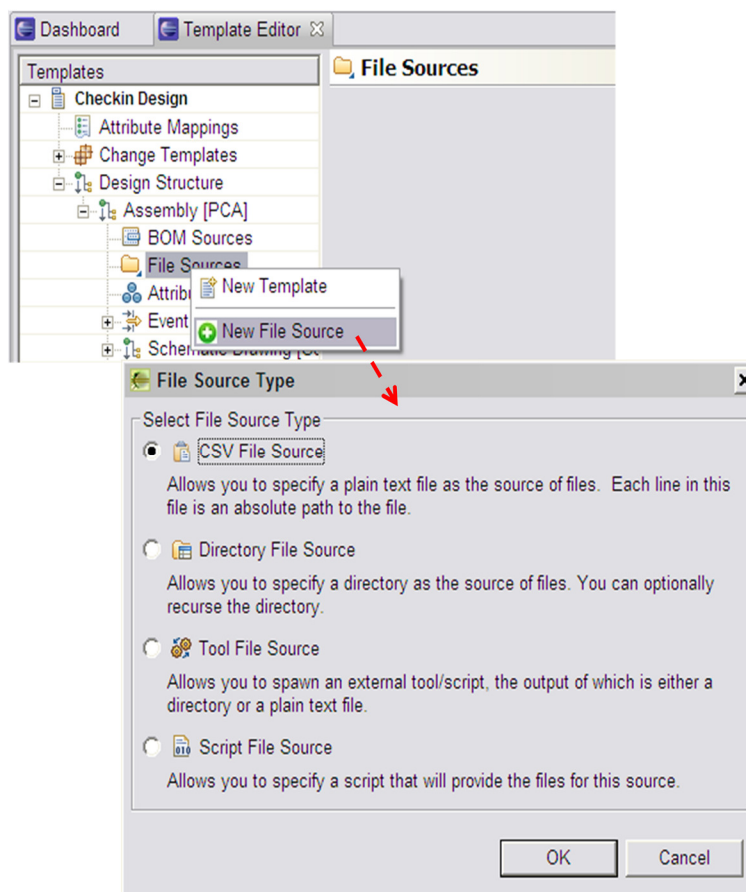 Dashboard
Template Editor
Templates
File Sources
Checkin Design
Attribute Mappings
Change Templates
Design Structure
Assembly [PCA]
BOM Sources
File Sources
New Template
Event
New File Source
Schematic Drawing
File Source Type
Select File Source Type
CSV File Source
Allows you to specify a plain text file as the source of files. Each line in this
file is an absolute path to the file.
Directory File Source
Allows you to specify a directory as the source of files. You can optionally
recurse the directory.
Tool File Source
Allows you to spawn an external tool/script, the output of which is either a
directory or a plain text file.
Script File Source
Allows you to specify a script that will provide the files for this source.
OK
Cancel